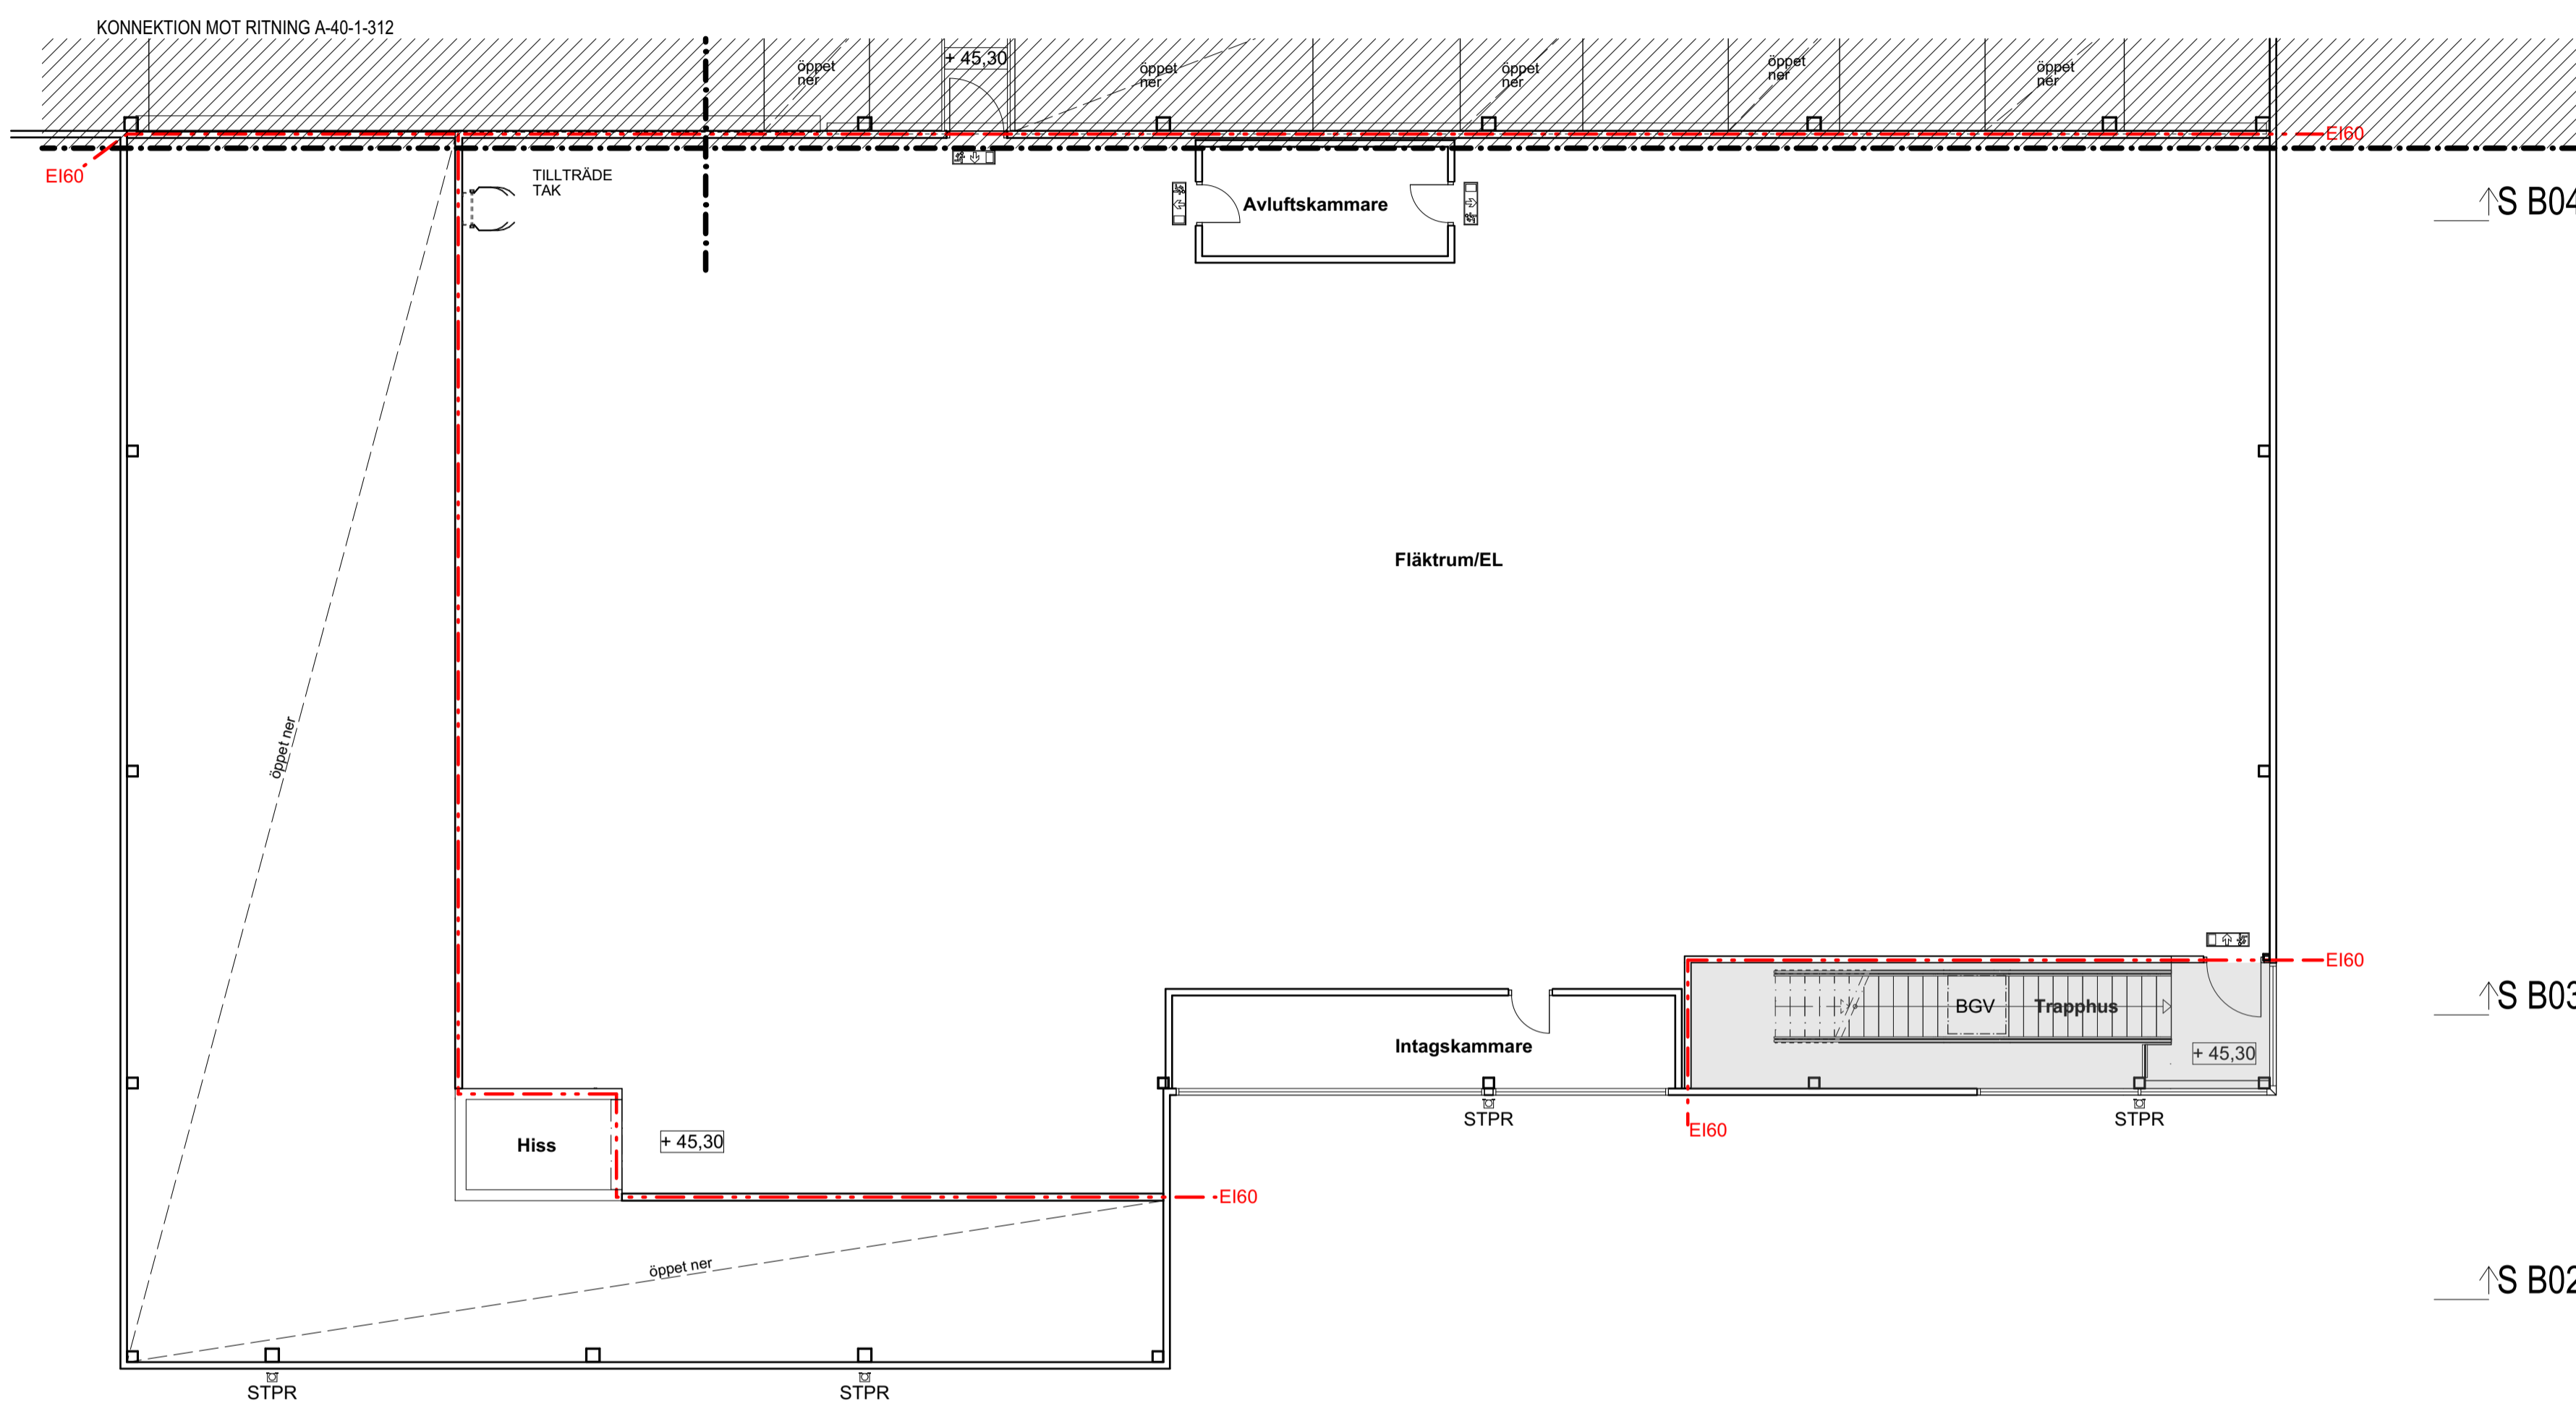 KONNEKTION MOT RITNING A-40-1-312
+ 45,30
öppet
ner
öppet
ner
öppet
ner
öppet
ner
öppet
ner
EI60
EI60
TILLTRÄDE
TAK
Avluftskammare
S B04
Fläktrum/EL
öppet ner
EI60
S B03
BGV
Trapphus
Intagskammare
+ 45,30
STPR
STPR
EI60
Hiss
+ 45,30
EI60
öppet ner
S B02
STPR
STPR